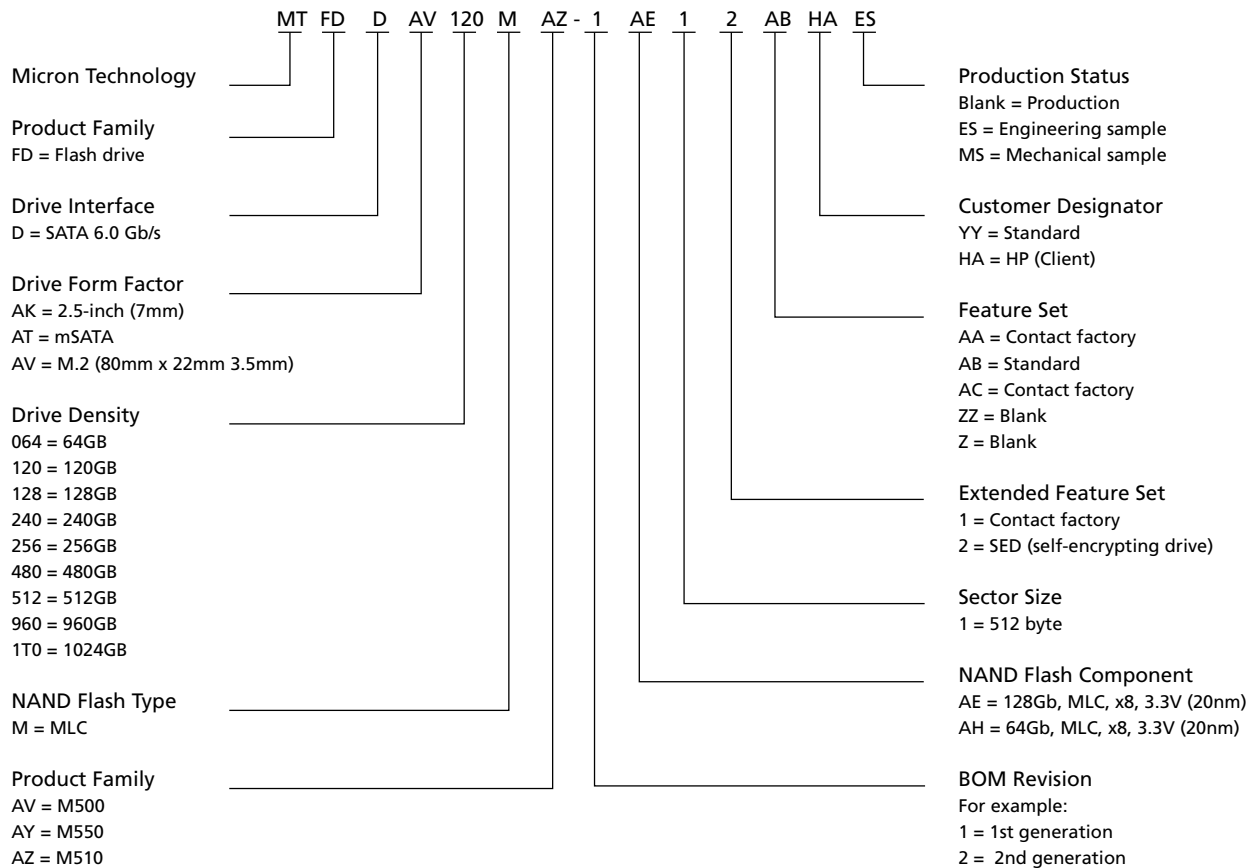 MT FD D AV 120 M AZ - 1 AE 1 2 AB HA ES
Micron Technology
Product Family
FD = Flash drive
Drive Interface
D = SATA 6.0 Gb/s
Drive Form Factor
AK = 2.5-inch (7mm)
AT = mSATA
AV = M.2 (80mm x 22mm 3.5mm)
Drive Density
064 = 64GB
120 = 120GB
128 = 128GB
240 = 240GB
256 = 256GB
480 = 480GB
512 = 512GB
960 = 960GB
1T0 = 1024GB
NAND Flash Type
M = MLC
Product Family
AV = M500
AY = M550
AZ = M510
Production Status
Blank = Production
ES = Engineering sample
MS = Mechanical sample
Customer Designator
YY = Standard
HA = HP (Client)
Feature Set
AA = Contact factory
AB = Standard
AC = Contact factory
ZZ = Blank
Z = Blank
Extended Feature Set
1 = Contact factory
2 = SED (self-encrypting drive)
Sector Size
1 = 512 byte
NAND Flash Component
AE = 128Gb, MLC, x8, 3.3V (20nm)
AH = 64Gb, MLC, x8, 3.3V (20nm)
BOM Revision
For example:
1 = 1st generation
2 = 2nd generation